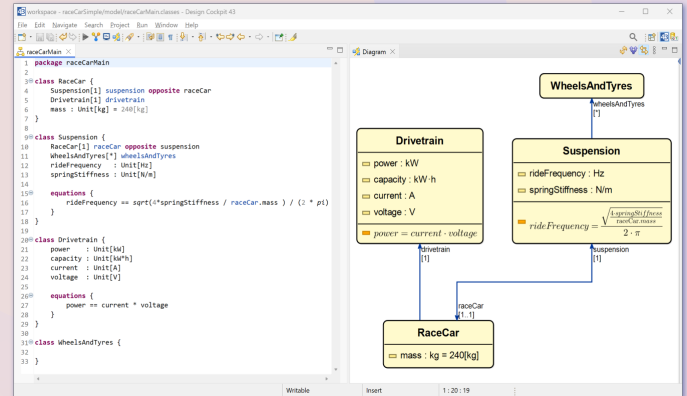 workspace - raceCarSimple/model/raceCarMain.classes - Design Cockpit 43
File Edit Navigate Search Project Run Window Help
raceCarMain
1 package raceCarMain
2
3 class RaceCar {
4 Suspension[1] suspension opposite raceCar
5 Drivetrain[1] drivetrain
6 mass : Unit[kg] = 240[kg]
7 }
8
9 class Suspension {
10 RaceCar[1] raceCar opposite suspension
11 WheelsAndTyres[*] wheelsAndTyres
12 rideFrequency : Unit[Hz]
13 springStiffness : Unit[N/m]
14
15 equations {
16 rideFrequency == sqrt(4*springStiffness / raceCar.mass ) / (2 * pi)
17 }
18 }
19
20 class Drivetrain {
21 power : Unit[kW]
22 capacity : Unit[kW*h]
23 current : Unit[A]
24 voltage : Unit[V]
25
26 equations {
27 power == current * voltage
28 }
29 }
30
31 class WheelsAndTyres {
32
33 }
Diagram
WheelsAndTyres
wheelsAndTyres
[*]
Drivetrain
power : kW
capacity : kW·h
current : A
voltage : V
power = current · voltage
Suspension
rideFrequency : Hz
springStiffness : N/m
rideFrequency = √(4·springStiffness / raceCar.mass) / 2 · π
drivetrain
[1]
suspension
[1]
raceCar
[1..1]
RaceCar
mass : kg = 240[kg]
Writable Insert 1 : 20 : 19